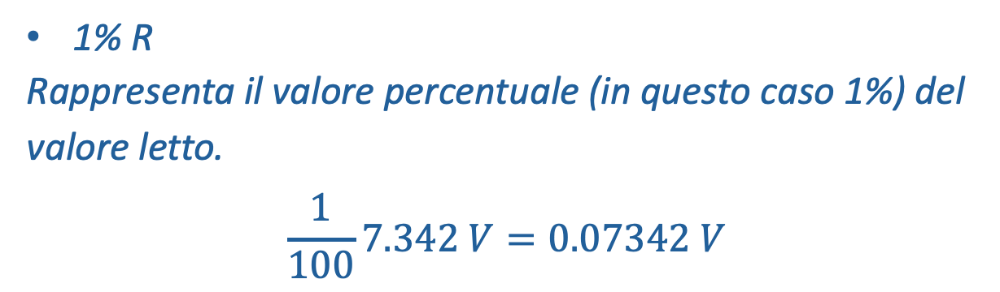 • 1% R
Rappresenta il valore percentuale (in questo caso 1%) del
valore letto.
1/100 7.342 V = 0.07342 V